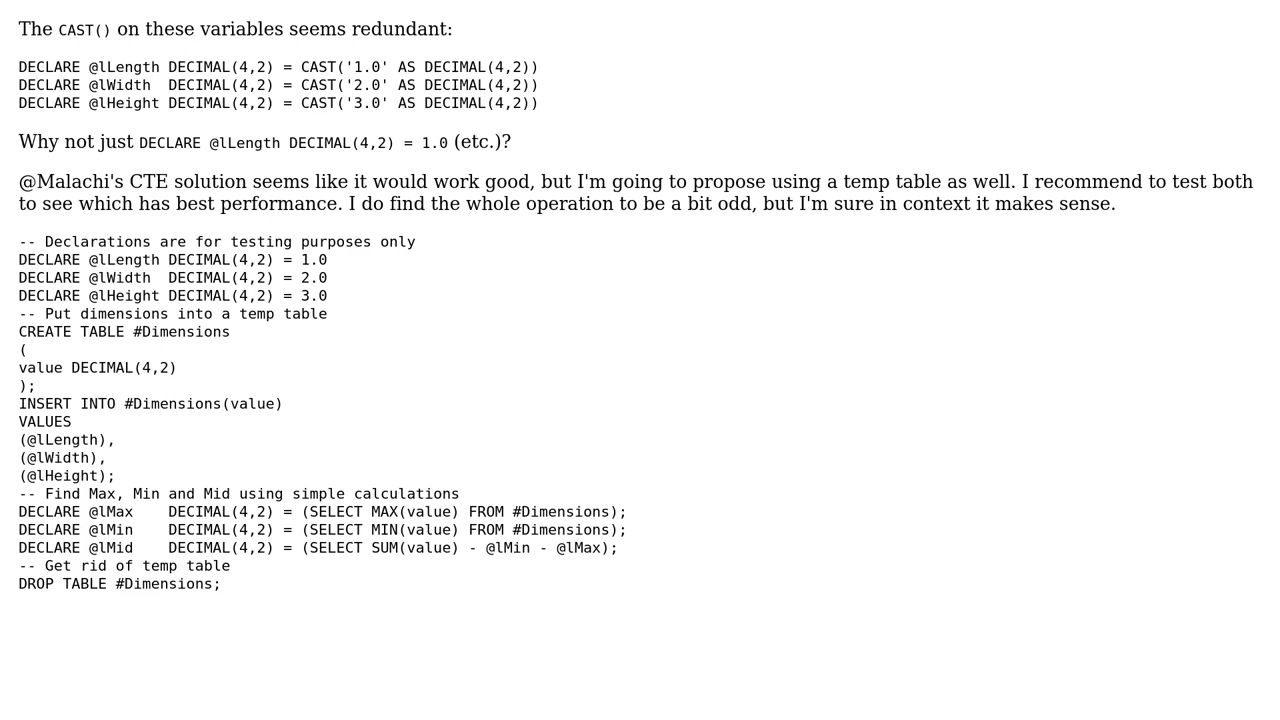 The CAST() on these variables seems redundant:
DECLARE @lLength DECIMAL(4,2) = CAST('1.0' AS DECIMAL(4,2))
DECLARE @lWidth  DECIMAL(4,2) = CAST('2.0' AS DECIMAL(4,2))
DECLARE @lHeight DECIMAL(4,2) = CAST('3.0' AS DECIMAL(4,2))
Why not just DECLARE @lLength DECIMAL(4,2) = 1.0 (etc.)?
@Malachi's CTE solution seems like it would work good, but I'm going to propose using a temp table as well. I recommend to test both
to see which has best performance. I do find the whole operation to be a bit odd, but I'm sure in context it makes sense.
-- Declarations are for testing purposes only
DECLARE @lLength DECIMAL(4,2) = 1.0
DECLARE @lWidth  DECIMAL(4,2) = 2.0
DECLARE @lHeight DECIMAL(4,2) = 3.0
-- Put dimensions into a temp table
CREATE TABLE #Dimensions
(
value DECIMAL(4,2)
);
INSERT INTO #Dimensions(value)
VALUES
(@lLength),
(@lWidth),
(@lHeight);
-- Find Max, Min and Mid using simple calculations
DECLARE @lMax    DECIMAL(4,2) = (SELECT MAX(value) FROM #Dimensions);
DECLARE @lMin    DECIMAL(4,2) = (SELECT MIN(value) FROM #Dimensions);
DECLARE @lMid    DECIMAL(4,2) = (SELECT SUM(value) - @lMin - @lMax);
-- Get rid of temp table
DROP TABLE #Dimensions;